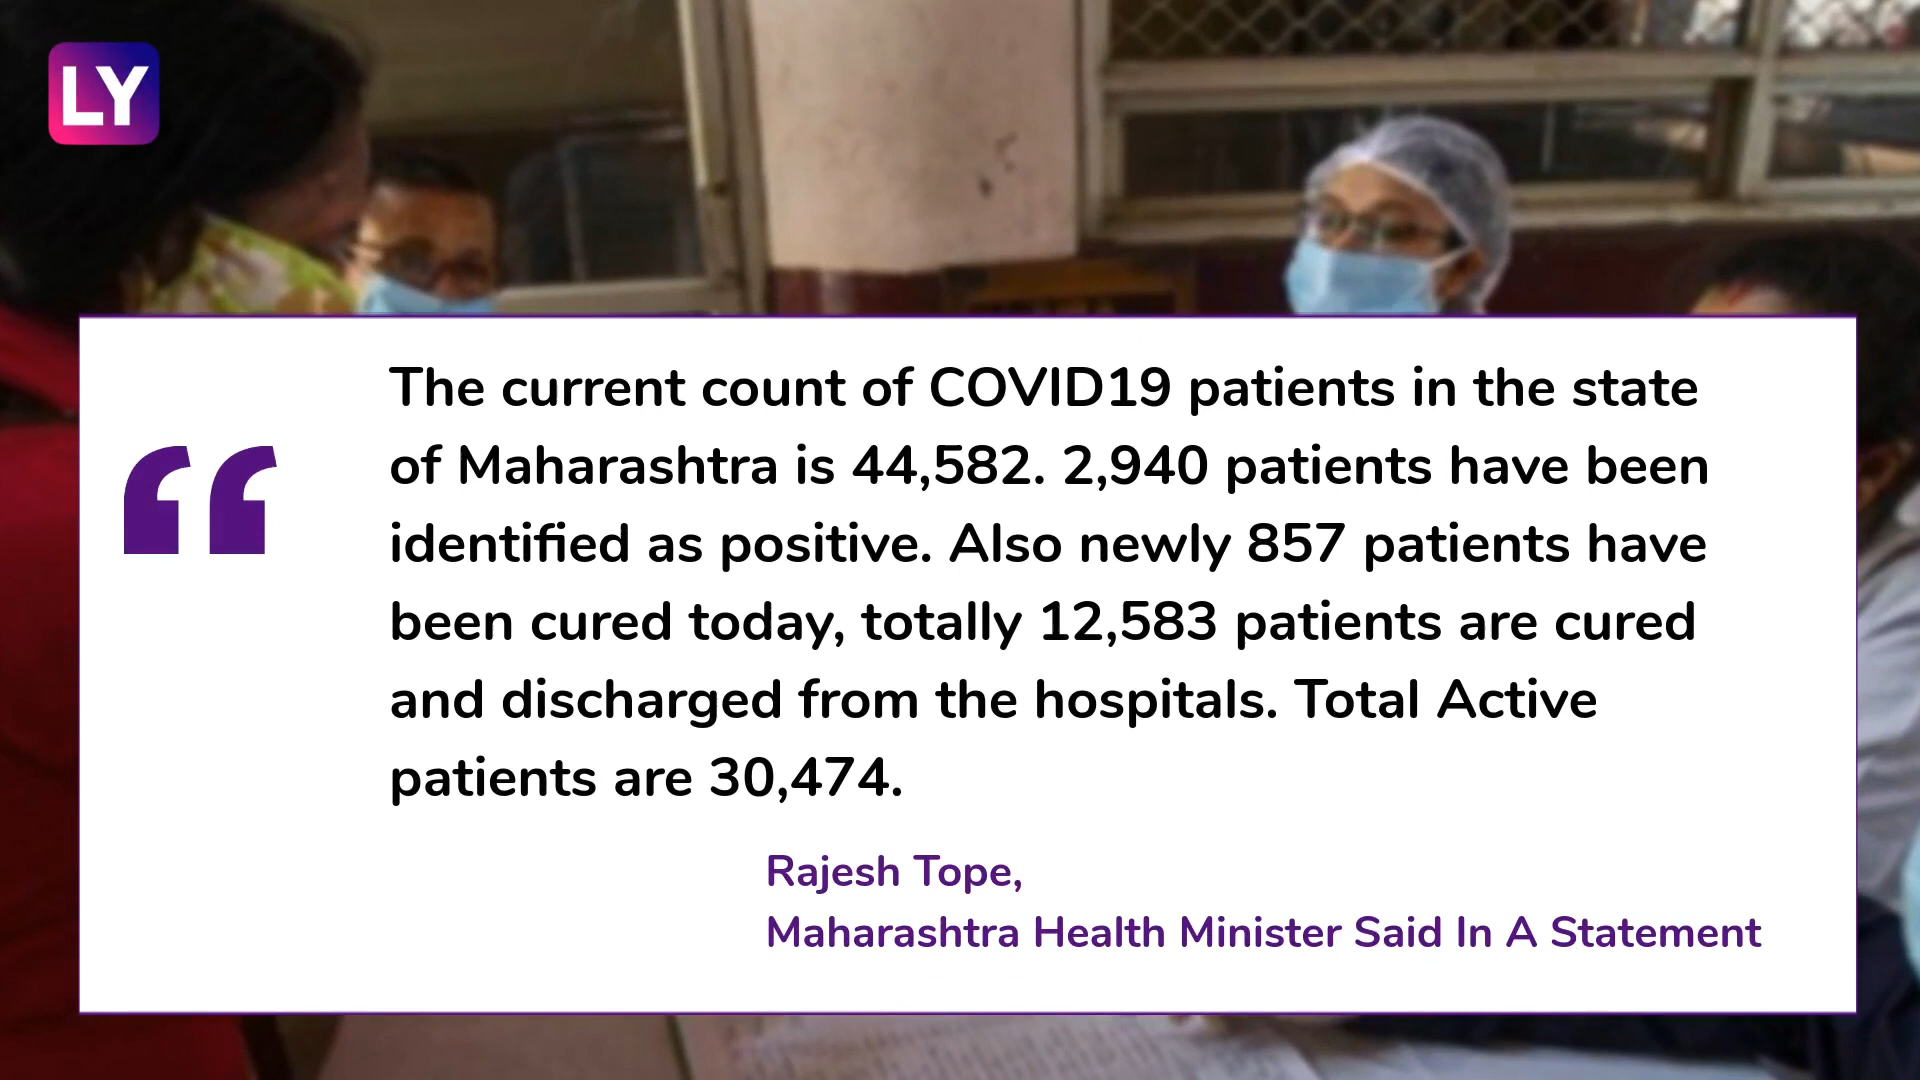 LY
The current count of COVID19 patients in the state
of Maharashtra is 44,582. 2,940 patients have been
identified as positive. Also newly 857 patients have
been cured today, totally 12,583 patients are cured
and discharged from the hospitals. Total Active
patients are 30,474.
Rajesh Tope,
Maharashtra Health Minister Said In A Statement